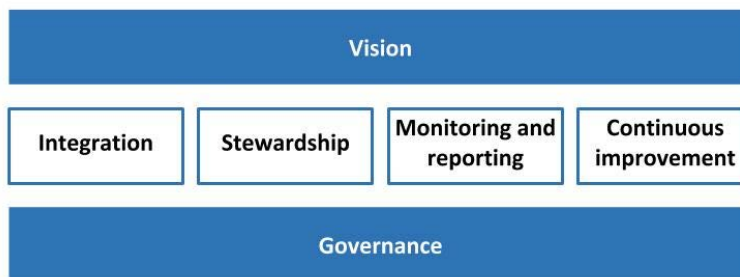 Vision
Integration
Stewardship
Monitoring and
reporting
Continuous
improvement
Governance